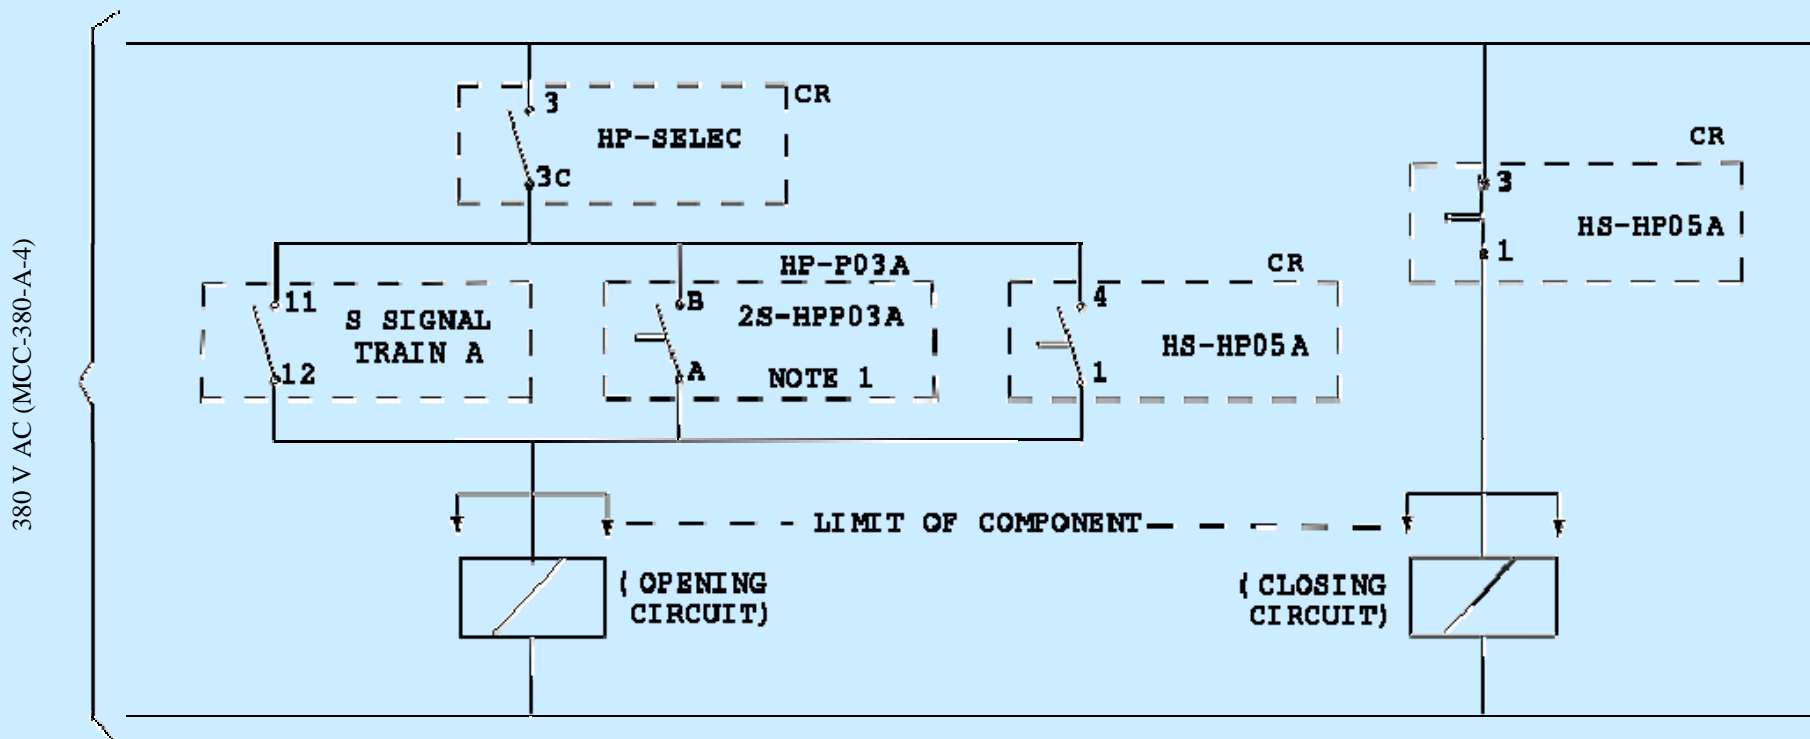 380 V AC (MCC-380-A-4)
3
CR
HP-SELEC
3C
CR
3
HS-HP05A
1
HP-P03A
CR
11
S SIGNAL
TRAIN A
12
B
2S-HPP03A
A
NOTE 1
4
HS-HP05A
1
LIMIT OF COMPONENT
(OPENING
CIRCUIT)
(CLOSING
CIRCUIT)